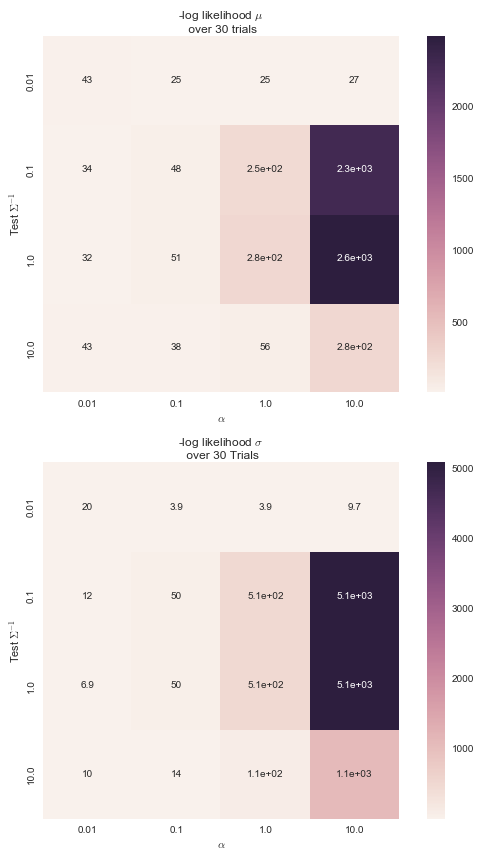 -log likelihood μ
over 30 trials
0.01 43 25 25 27
0.1 34 48 2.5e+02 2.3e+03
1.0 32 51 2.8e+02 2.6e+03
10.0 43 38 56 2.8e+02
0.01 0.1 1.0 10.0
α
Test Σ⁻¹
2000
1500
1000
500
-log likelihood σ
over 30 Trials
0.01 20 3.9 3.9 9.7
0.1 12 50 5.1e+02 5.1e+03
1.0 6.9 50 5.1e+02 5.1e+03
10.0 10 14 1.1e+02 1.1e+03
0.01 0.1 1.0 10.0
α
Test Σ⁻¹
5000
4000
3000
2000
1000